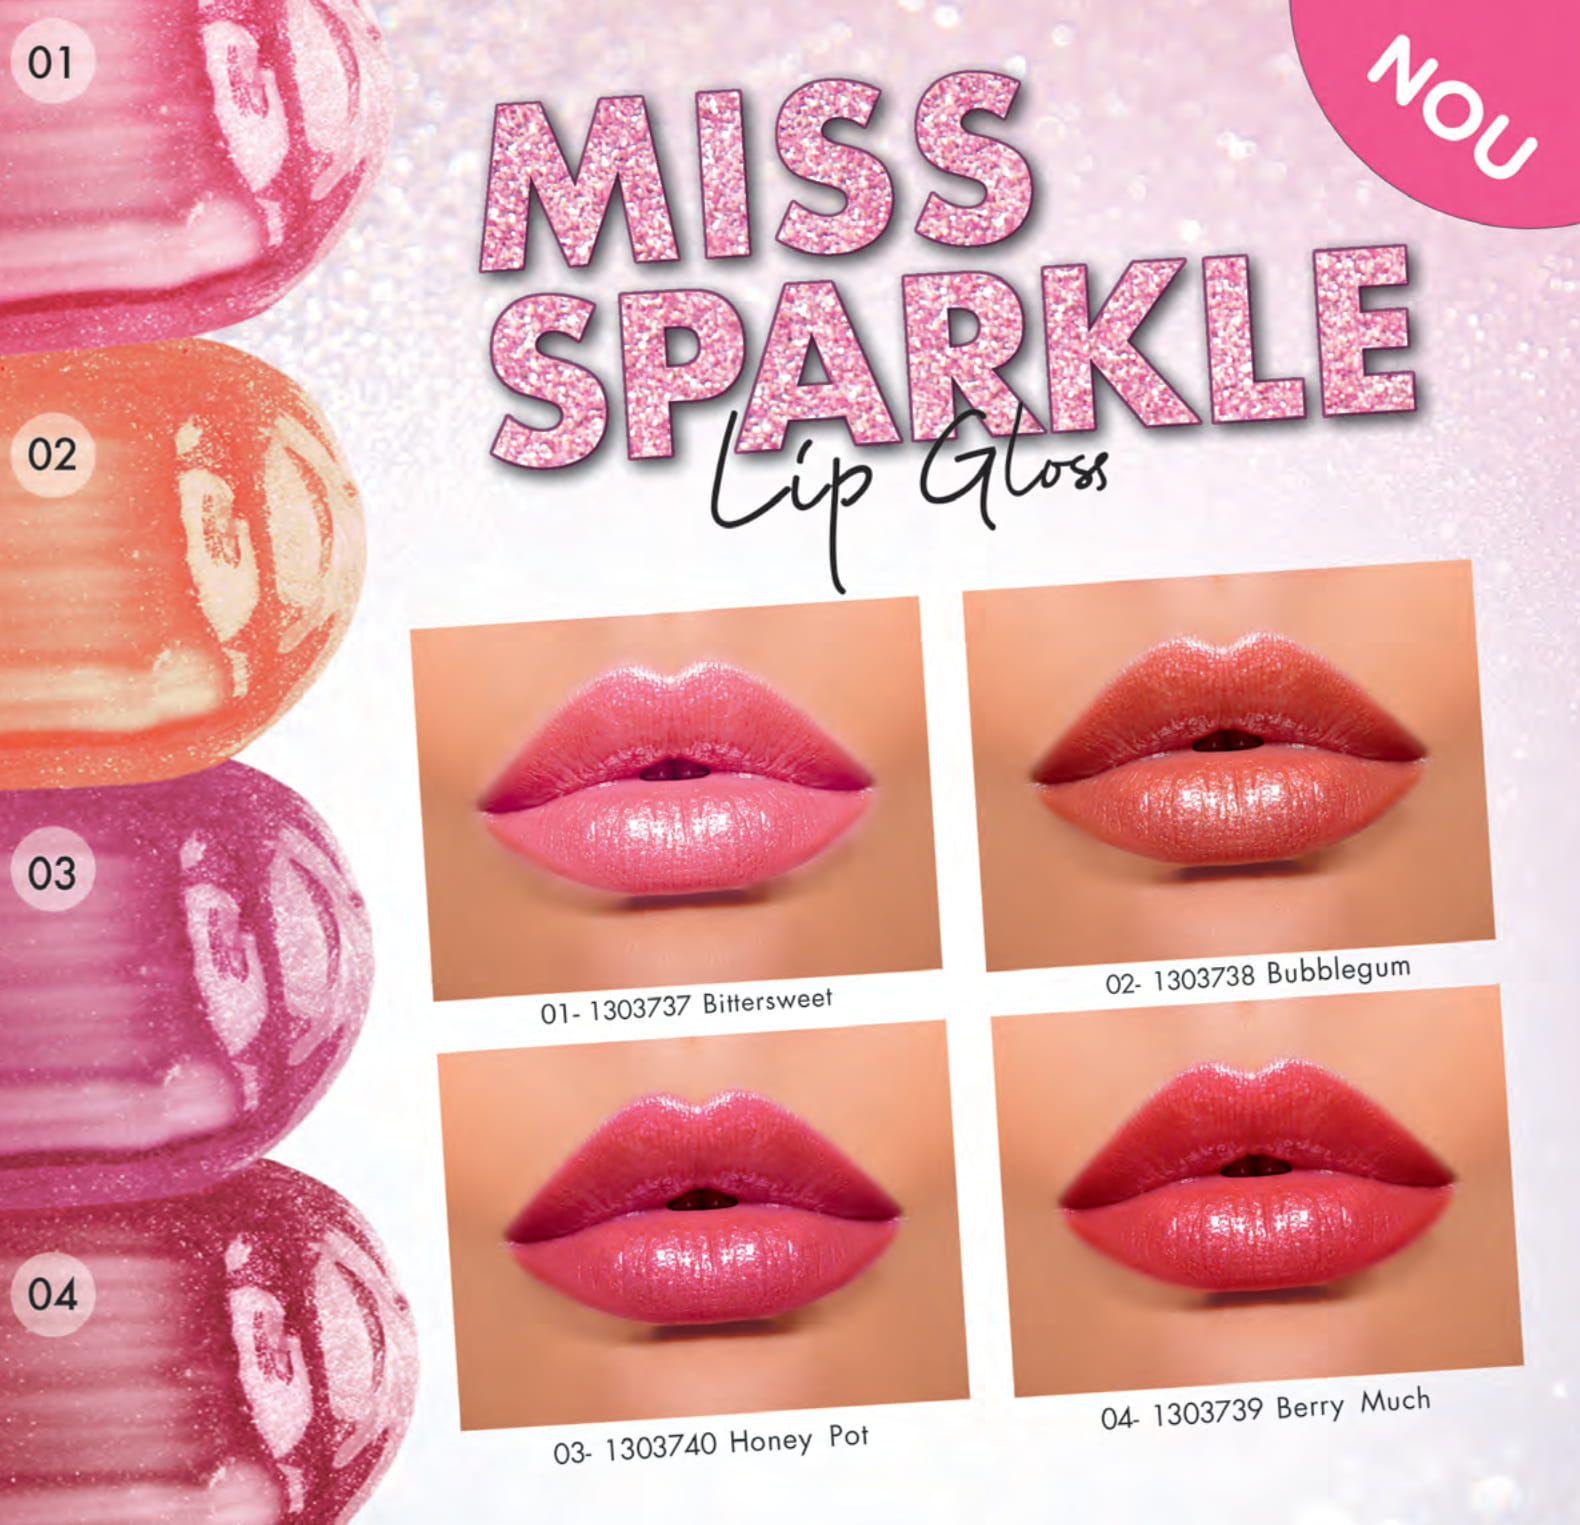 NOU
MISS
SPARKLE
Lip Gloss
01
02
03
04
01- 1303737 Bittersweet
02- 1303738 Bubblegum
03- 1303740 Honey Pot
04- 1303739 Berry Much